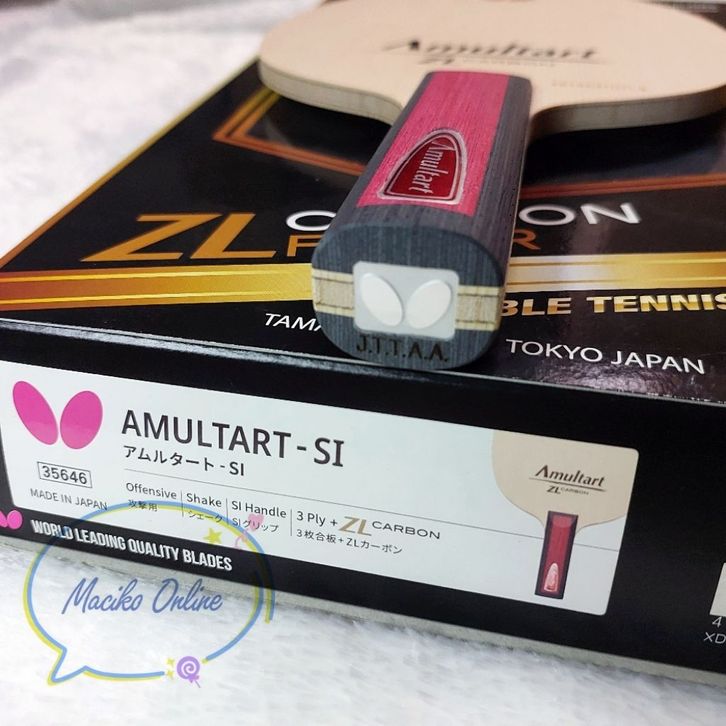 Amultart
ZL
Amultart
ZL
ON
BLE TENNIS
J.T.T.A.A.
TOKYO JAPAN
AMULTART-SI
アムルタート-SI
35646
MADE IN JAPAN
Offensive
攻撃用
Shake
シェーク
SI Handle
SIグリップ
3 Ply + ZL CARBON
3枚合板+ZLカーボン
Amultart
ZL CARBON
WORLD LEADING QUALITY BLADES
Maciko Online